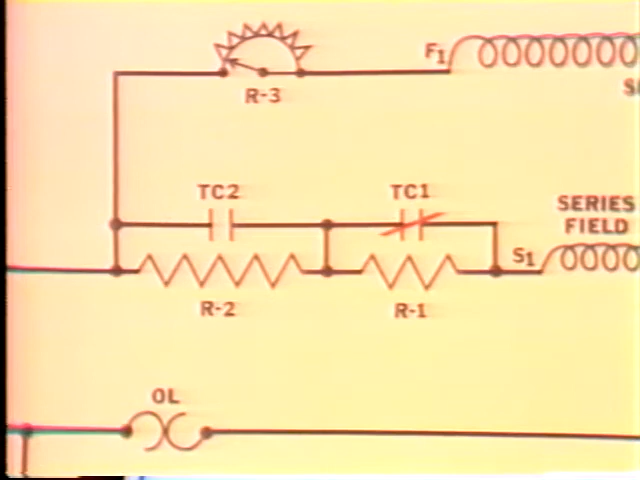 F1
R-3
TC2
TC1
SERIES
FIELD
S1
R-2
R-1
OL